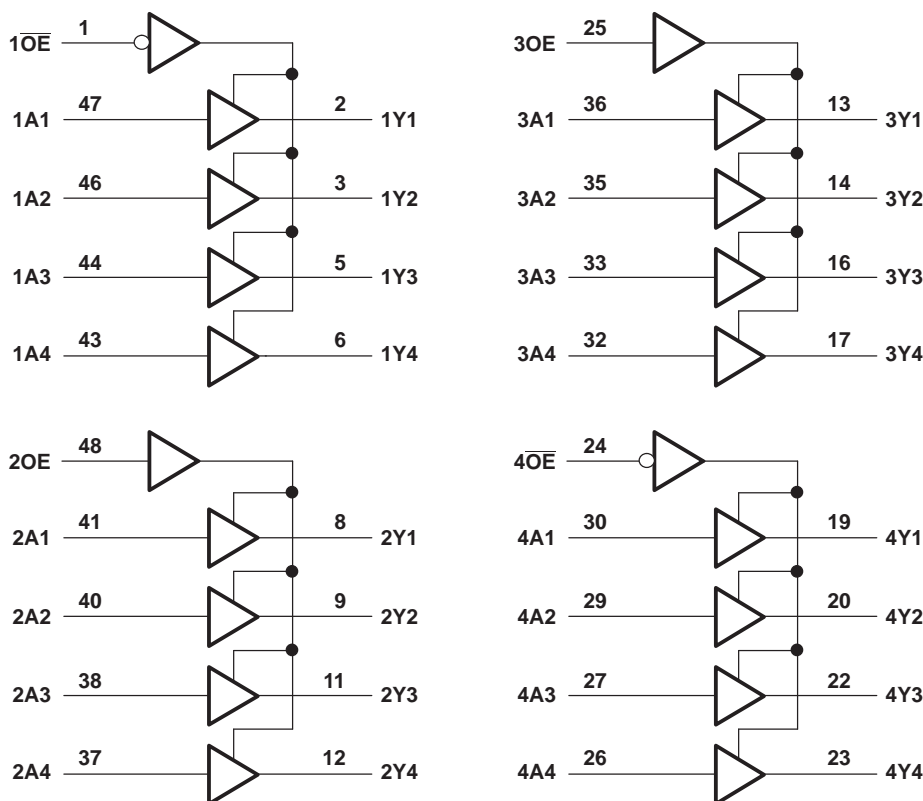 1O̅E̅ 1
1A1 47 2 1Y1
1A2 46 3 1Y2
1A3 44 5 1Y3
1A4 43 6 1Y4
3OE 25
3A1 36 13 3Y1
3A2 35 14 3Y2
3A3 33 16 3Y3
3A4 32 17 3Y4
2OE 48
2A1 41 8 2Y1
2A2 40 9 2Y2
2A3 38 11 2Y3
2A4 37 12 2Y4
4O̅E̅ 24
4A1 30 19 4Y1
4A2 29 20 4Y2
4A3 27 22 4Y3
4A4 26 23 4Y4